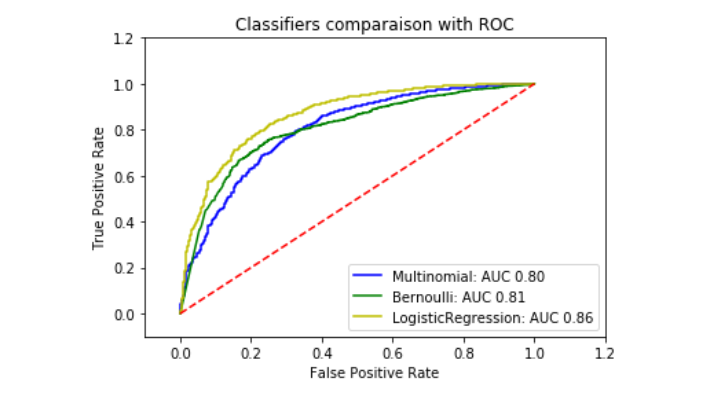 Classifiers comparaison with ROC
1.2
1.0
0.8
0.6
0.4
0.2
0.0
True Positive Rate
Multinomial: AUC 0.80
Bernoulli: AUC 0.81
LogisticRegression: AUC 0.86
0.0 0.2 0.4 0.6 0.8 1.0 1.2
False Positive Rate